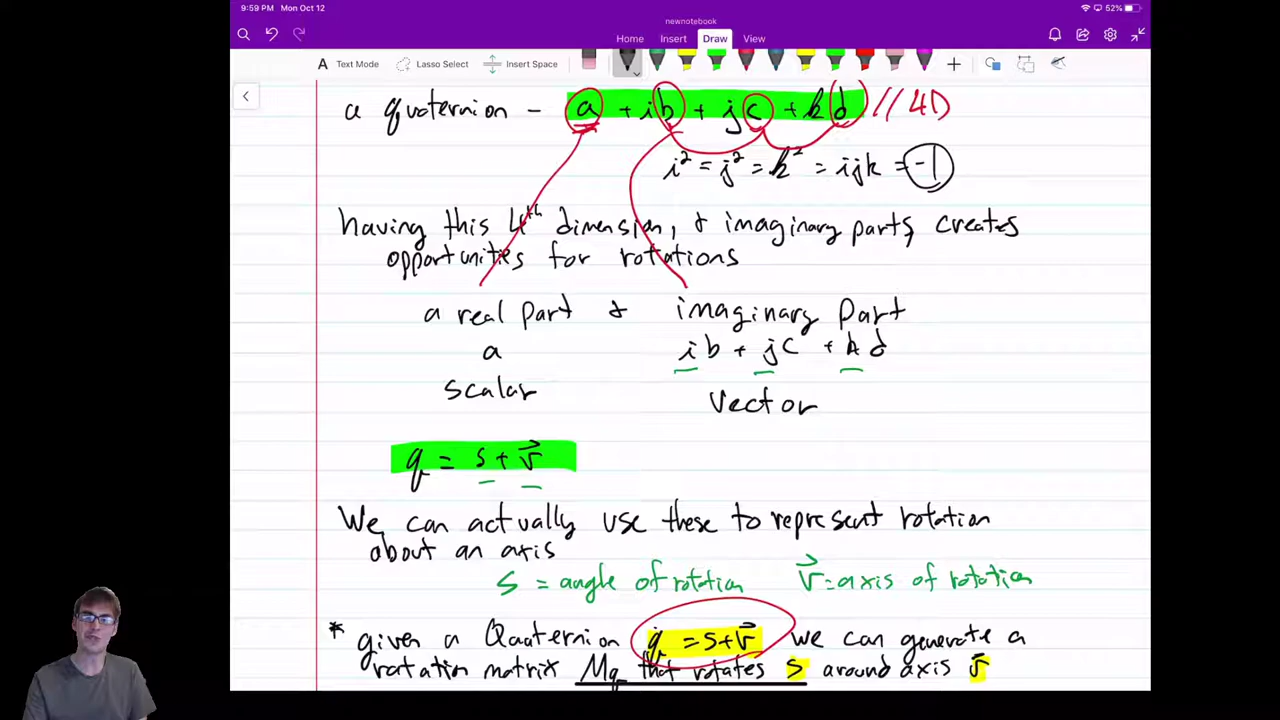 9:59 PM Mon Oct 12
52%
newnotebook
Home Insert Draw View
Text Mode Lasso Select Insert Space
a quaternion - a + ib + jc + kd // 4D
i² = j² = k² = ijk = -1
having this 4th dimension, & imaginary parts, creates
opportunities for rotations
a real part & imaginary part
a ib + jc + kd
scalar vector
q = s + v⃗
We can actually use these to represent rotation
about an axis
s = angle of rotation v⃗ = axis of rotation
* given a Quaternion q = s + v⃗ we can generate a
rotation matrix Mq that rotates s around axis v⃗